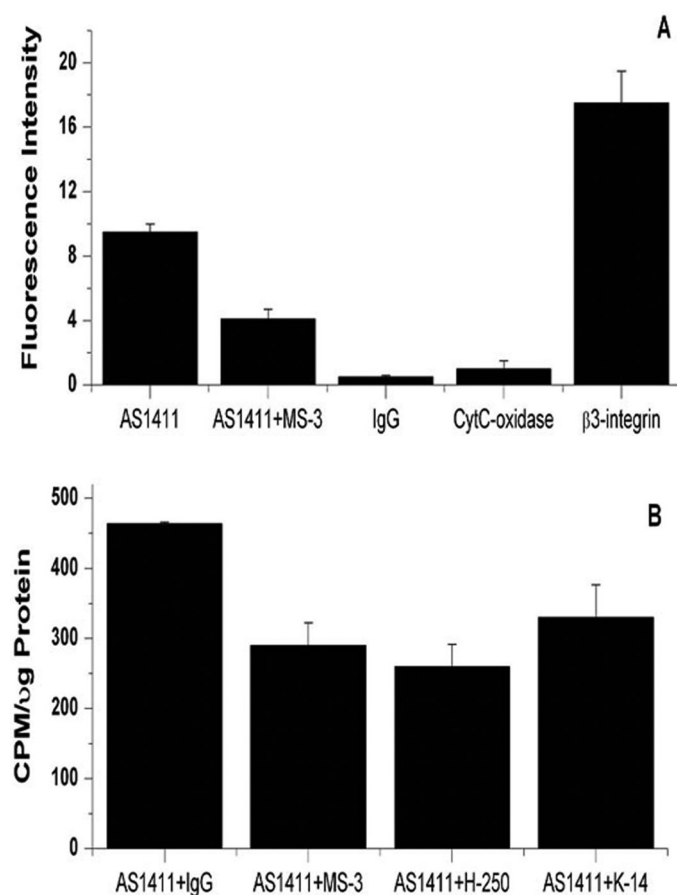 A
Fluorescence Intensity
20
16
12
8
4
0
AS1411 AS1411+MS-3 IgG CytC-oxidase β3-integrin
B
CPM/υg Protein
500
400
300
200
100
0
AS1411+IgG AS1411+MS-3 AS1411+H-250 AS1411+K-14